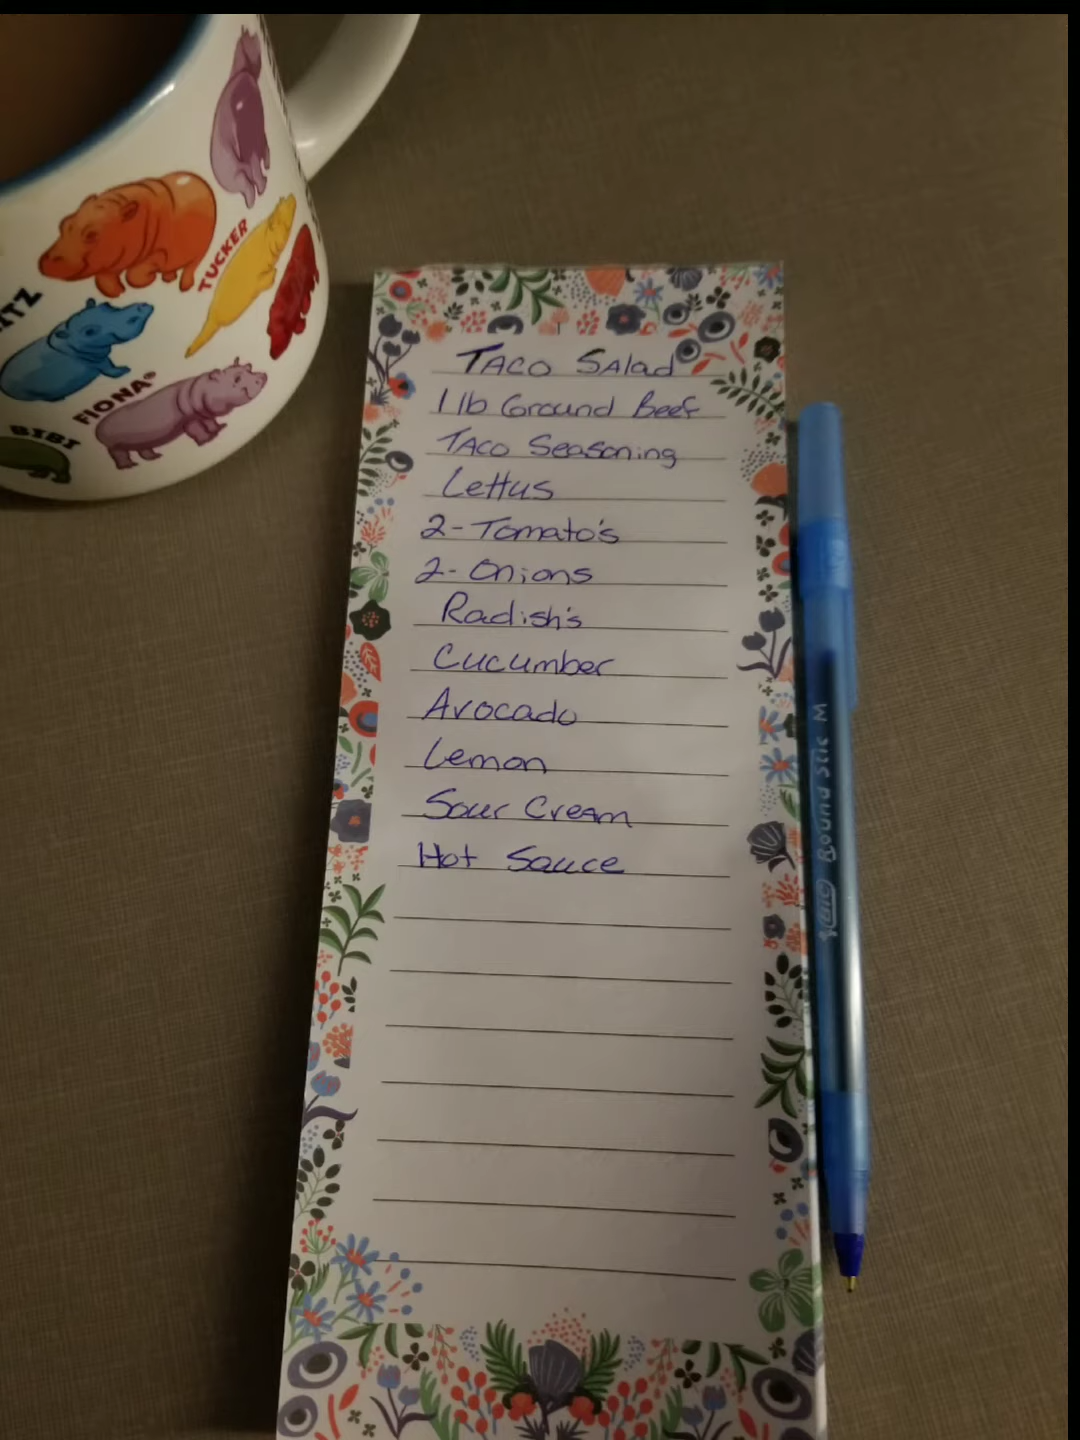 TUCKER
ITZ
FIONA®
BIBI
TACO SAlad
1 lb Ground Beef
TACO Seasoning
Lettus
2-Tomato's
2-Onions
Radish's
Cucumber
Avocado
Lemon
Sour Cream
Hot Sauce
BIC Round Stic M